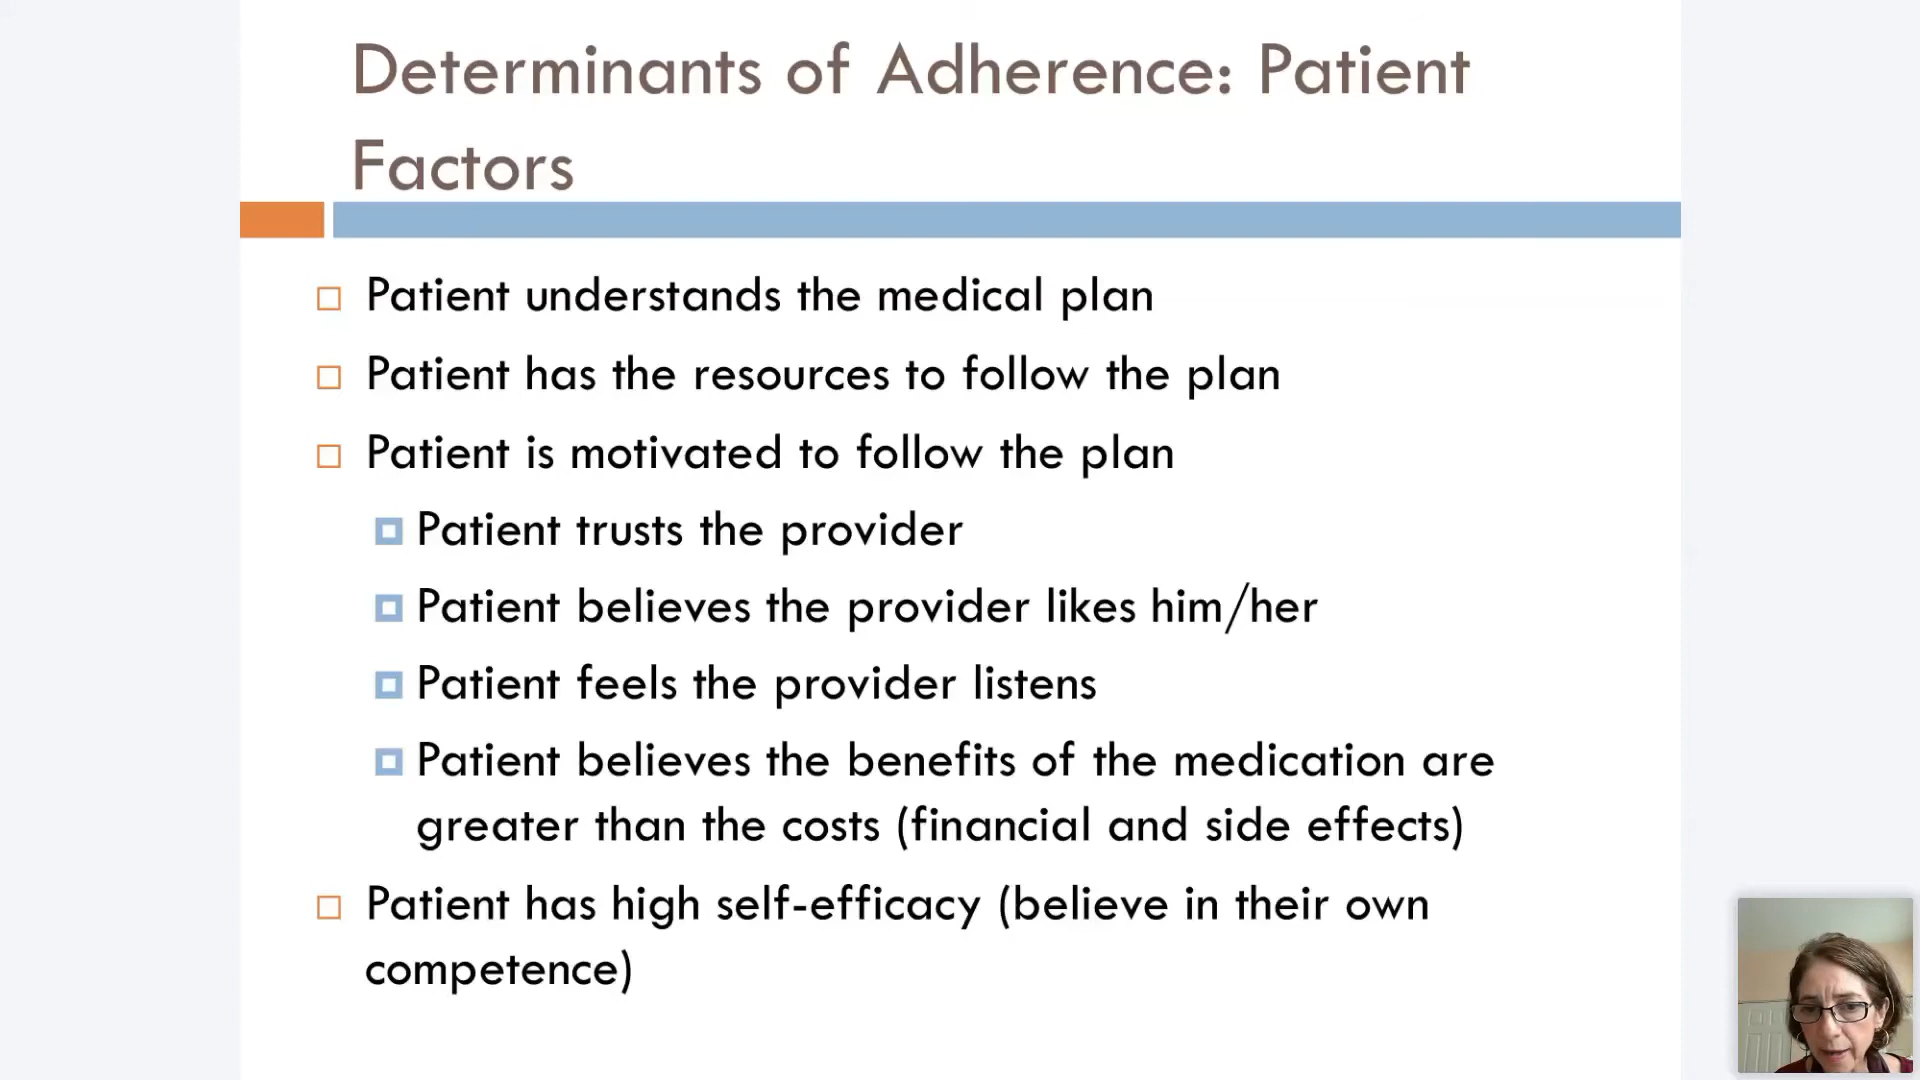 Determinants of Adherence: Patient
Factors
Patient understands the medical plan
Patient has the resources to follow the plan
Patient is motivated to follow the plan
Patient trusts the provider
Patient believes the provider likes him/her
Patient feels the provider listens
Patient believes the benefits of the medication are
greater than the costs (financial and side effects)
Patient has high self-efficacy (believe in their own
competence)